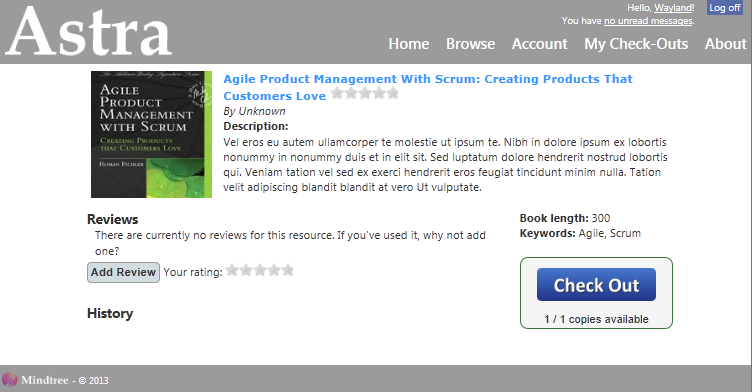 Astra
Hello, Wayland! Log off
You have no unread messages.
Home Browse Account My Check-Outs About
The Addison-Wesley Signature Series
AGILE
PRODUCT
MANAGEMENT
WITH SCRUM
CREATING PRODUCTS
THAT CUSTOMERS LOVE
ROMAN PICHLER
Agile Product Management With Scrum: Creating Products That
Customers Love
By Unknown
Description:
Vel eros eu autem ullamcorper te molestie ut ipsum te. Nibh in dolore ipsum ex lobortis
nonummy in nonummy duis et in elit sit. Sed luptatum dolore hendrerit nostrud lobortis
qui. Veniam tation vel sed ex exerci hendrerit eros feugiat tincidunt minim nulla. Tation
velit adipiscing blandit blandit at vero Ut vulputate.
Reviews
There are currently no reviews for this resource. If you've used it, why not add
one?
Add Review Your rating:
History
Book length: 300
Keywords: Agile, Scrum
Check Out
1 / 1 copies available
Mindtree - © 2013